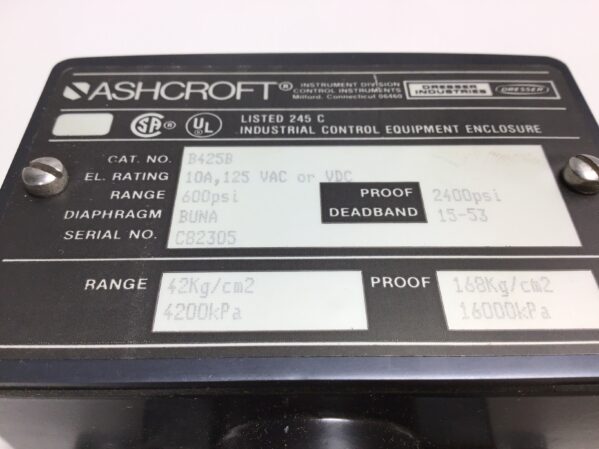 ASHCROFT®
INSTRUMENT DIVISION
CONTROL INSTRUMENTS
Milford, Connecticut 06460
DRESSER
INDUSTRIES
DRESSER
SA® UL®
LISTED 245 C
INDUSTRIAL CONTROL EQUIPMENT ENCLOSURE
CAT. NO. B425B
EL. RATING 10A,125 VAC or VDC
RANGE 600psi PROOF 2400psi
DIAPHRAGM BUNA DEADBAND 15-53
SERIAL NO. C82305
RANGE 42Kg/cm2 PROOF 168Kg/cm2
4200kPa 16000kPa